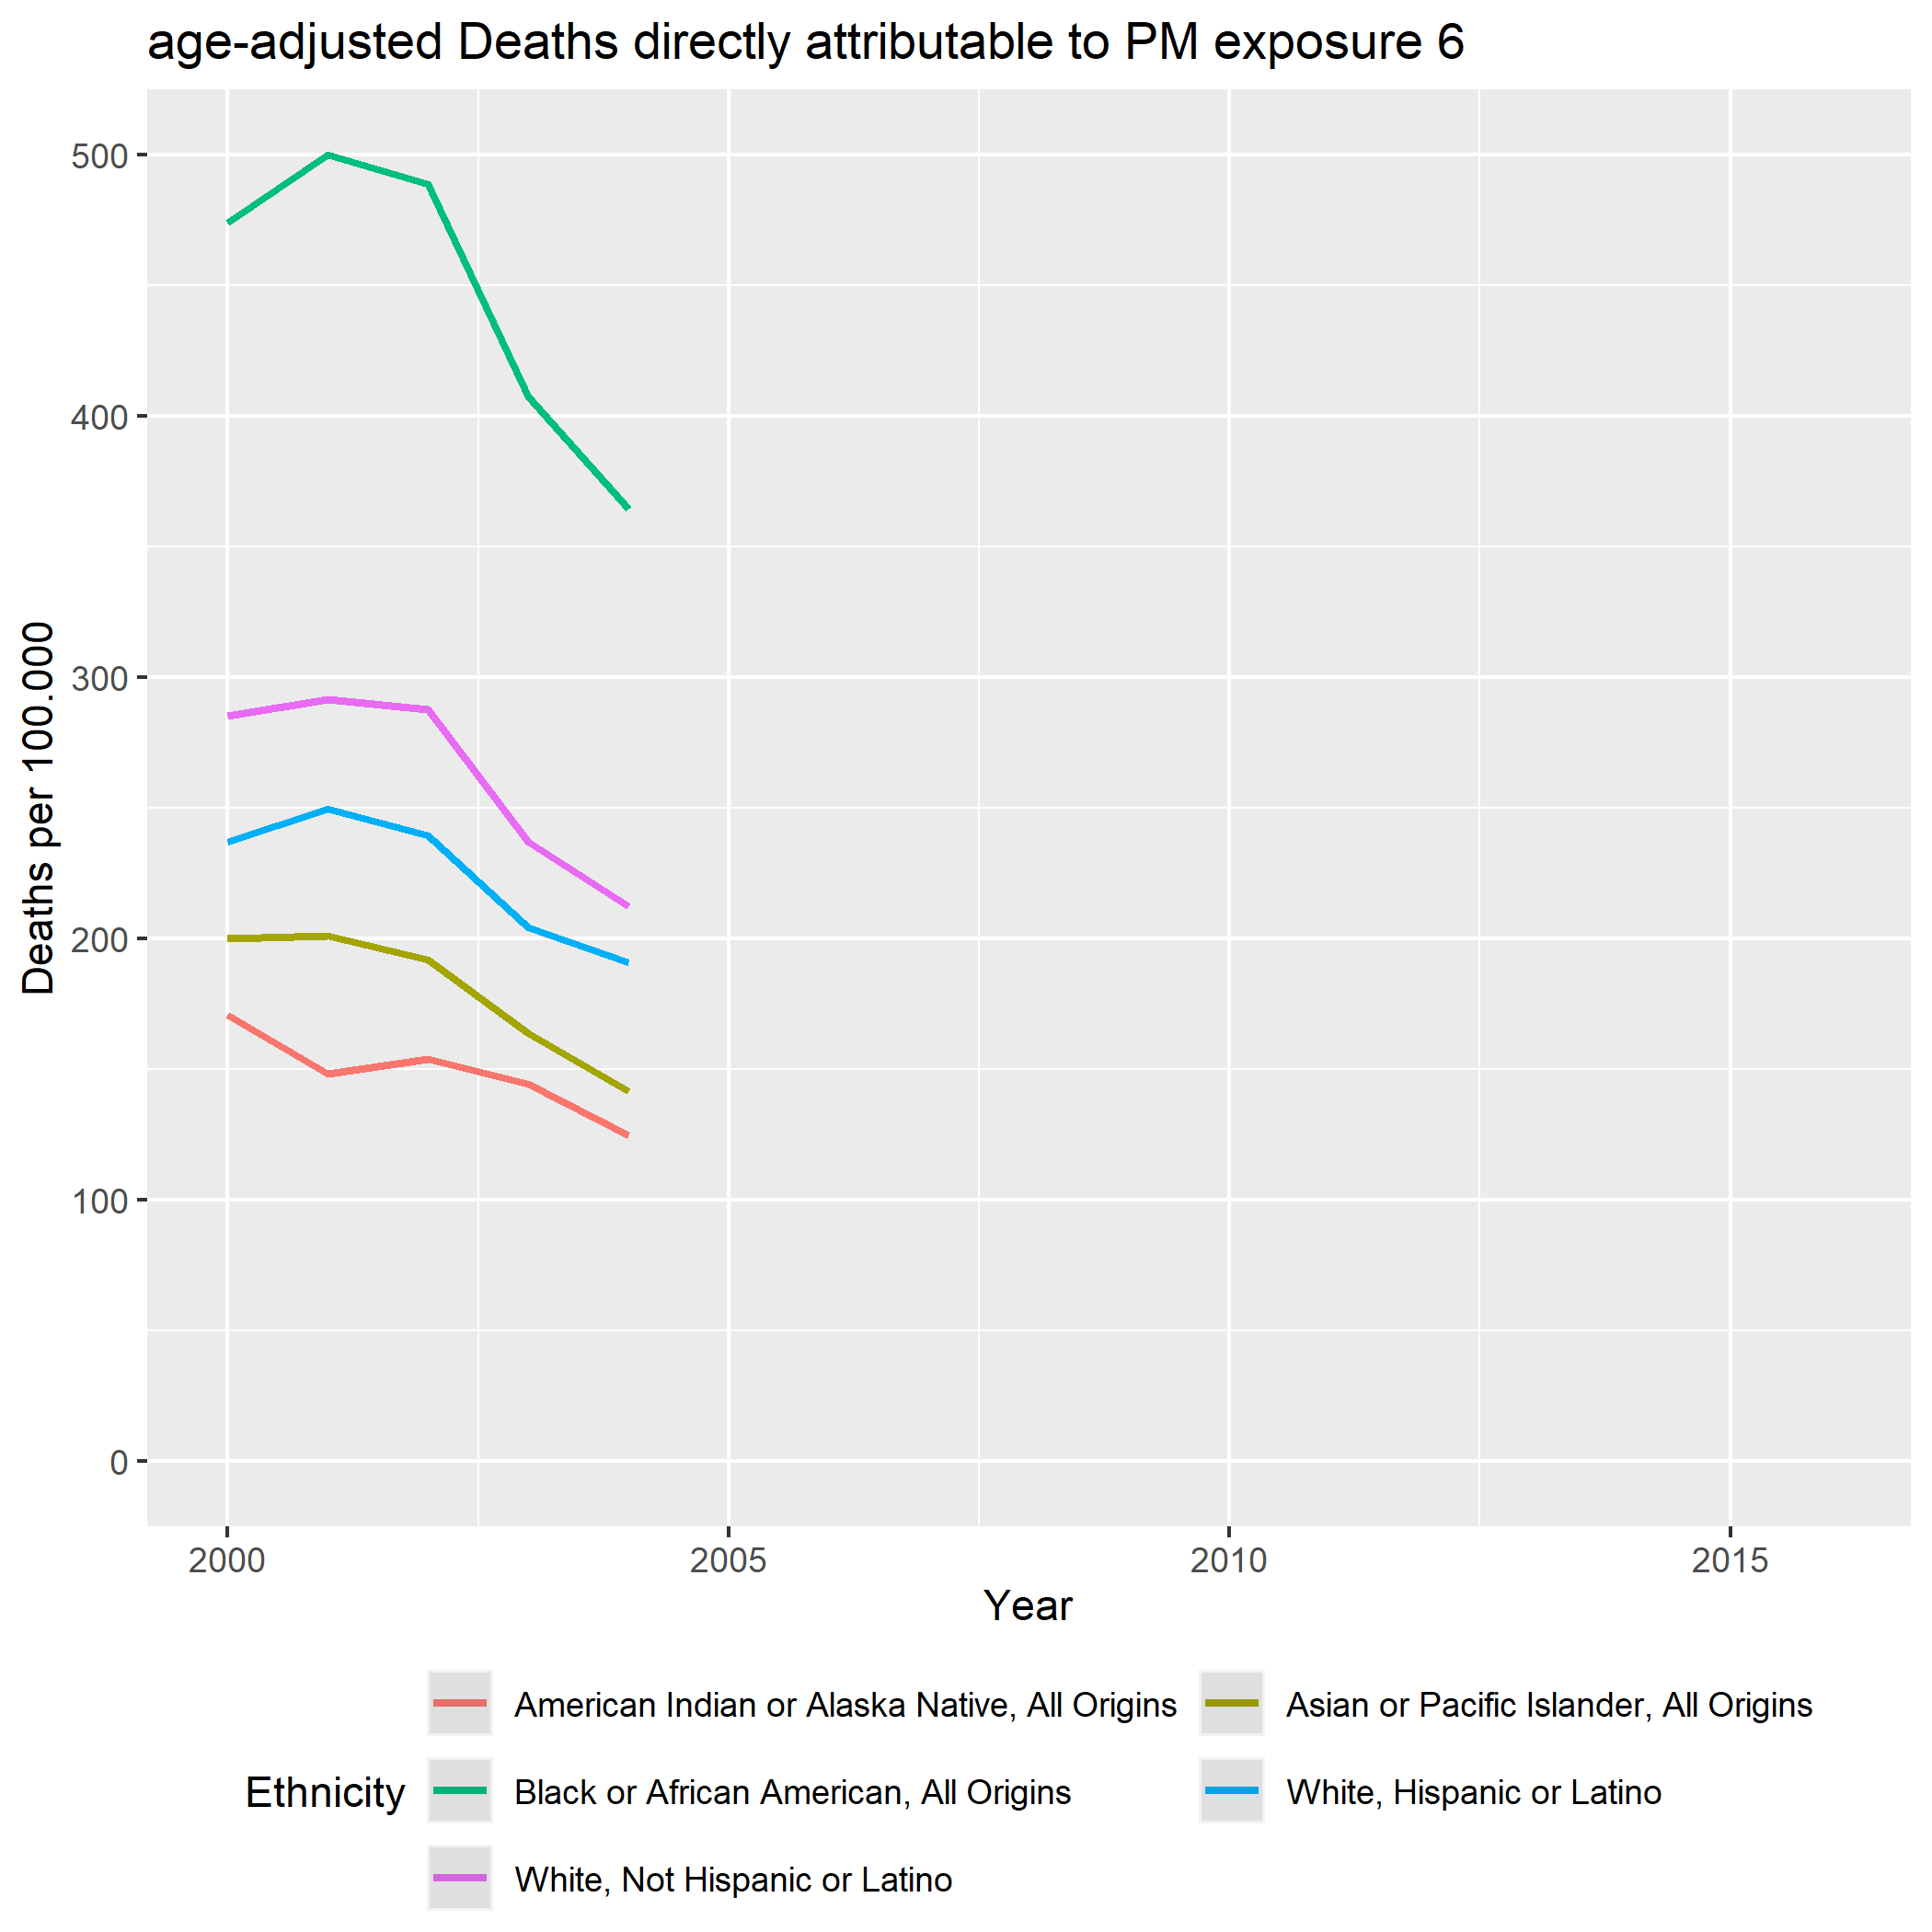 age-adjusted Deaths directly attributable to PM exposure 6
Deaths per 100.000
500
400
300
200
100
0
2000 2005 2010 2015
Year
Ethnicity
American Indian or Alaska Native, All Origins
Asian or Pacific Islander, All Origins
Black or African American, All Origins
White, Hispanic or Latino
White, Not Hispanic or Latino